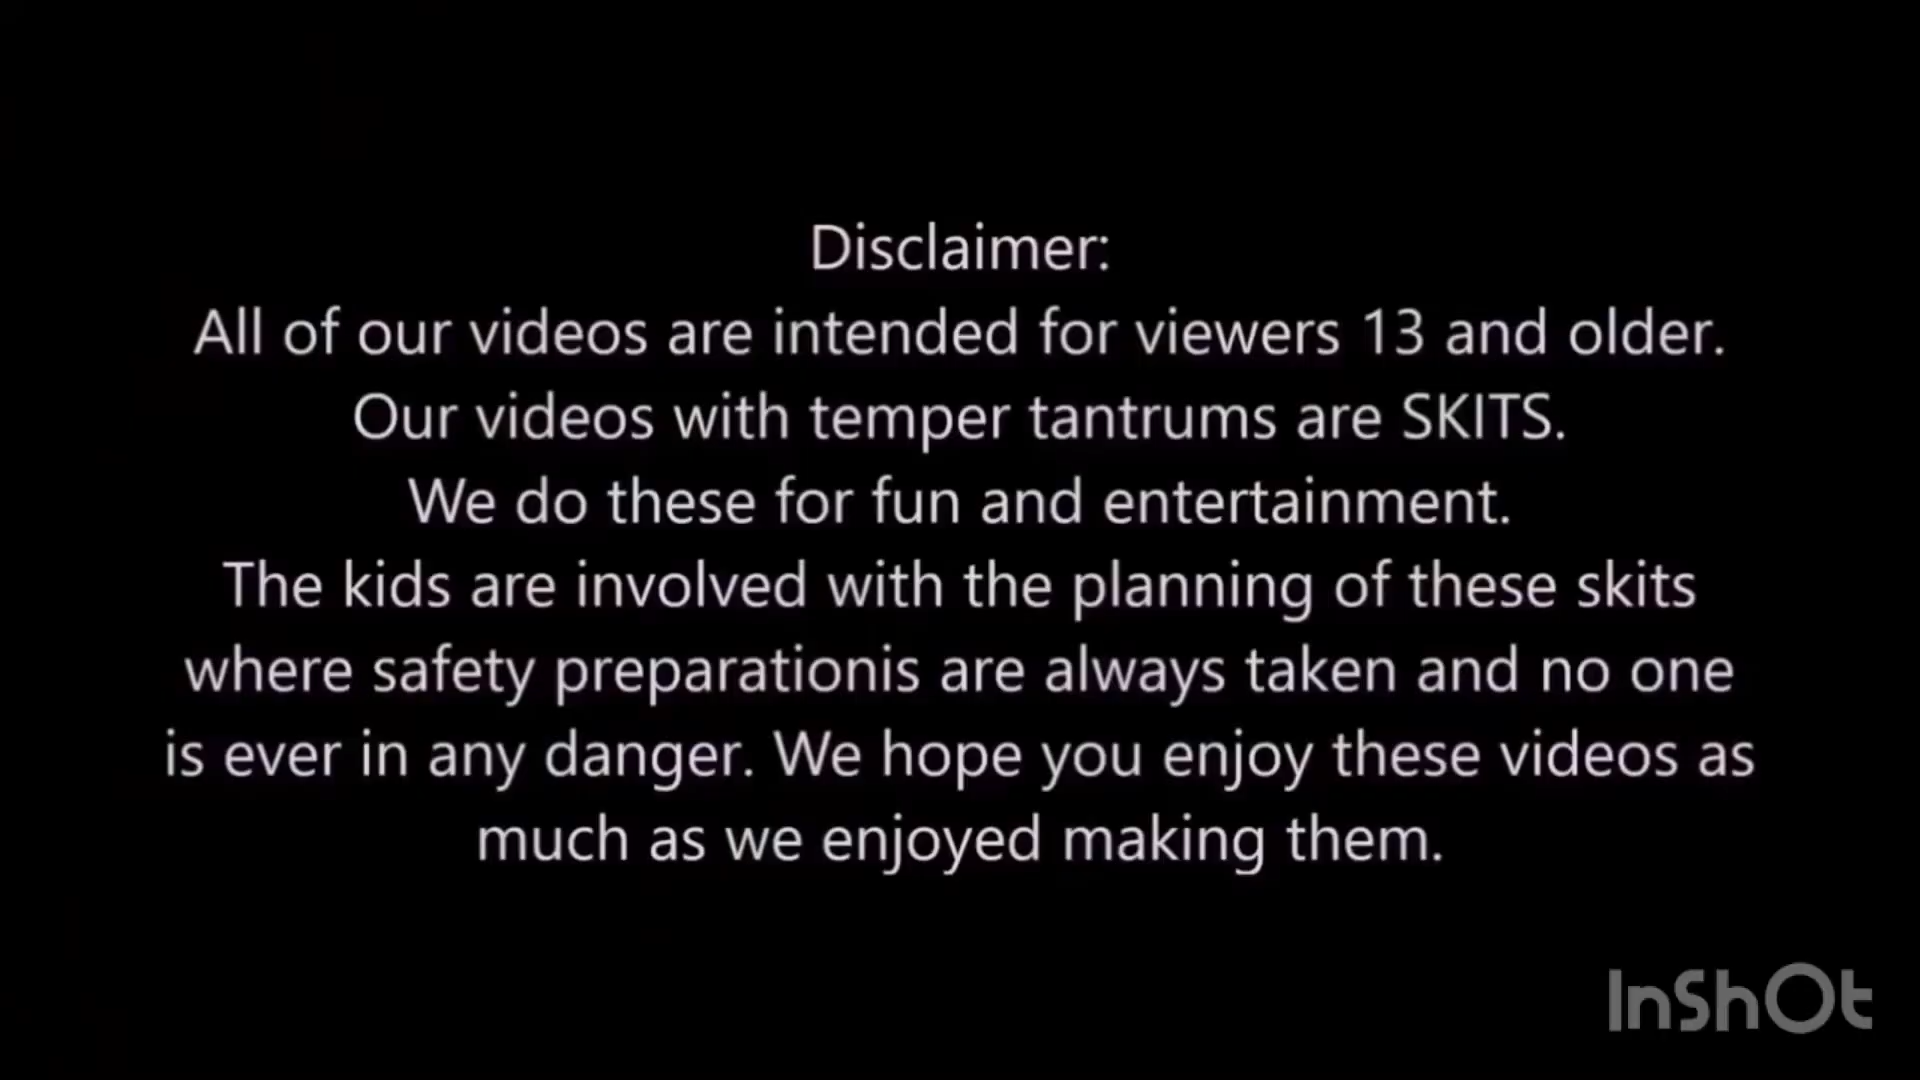 Disclaimer:
All of our videos are intended for viewers 13 and older.
Our videos with temper tantrums are SKITS.
We do these for fun and entertainment.
The kids are involved with the planning of these skits
where safety preparationis are always taken and no one
is ever in any danger. We hope you enjoy these videos as
much as we enjoyed making them.
InShOt